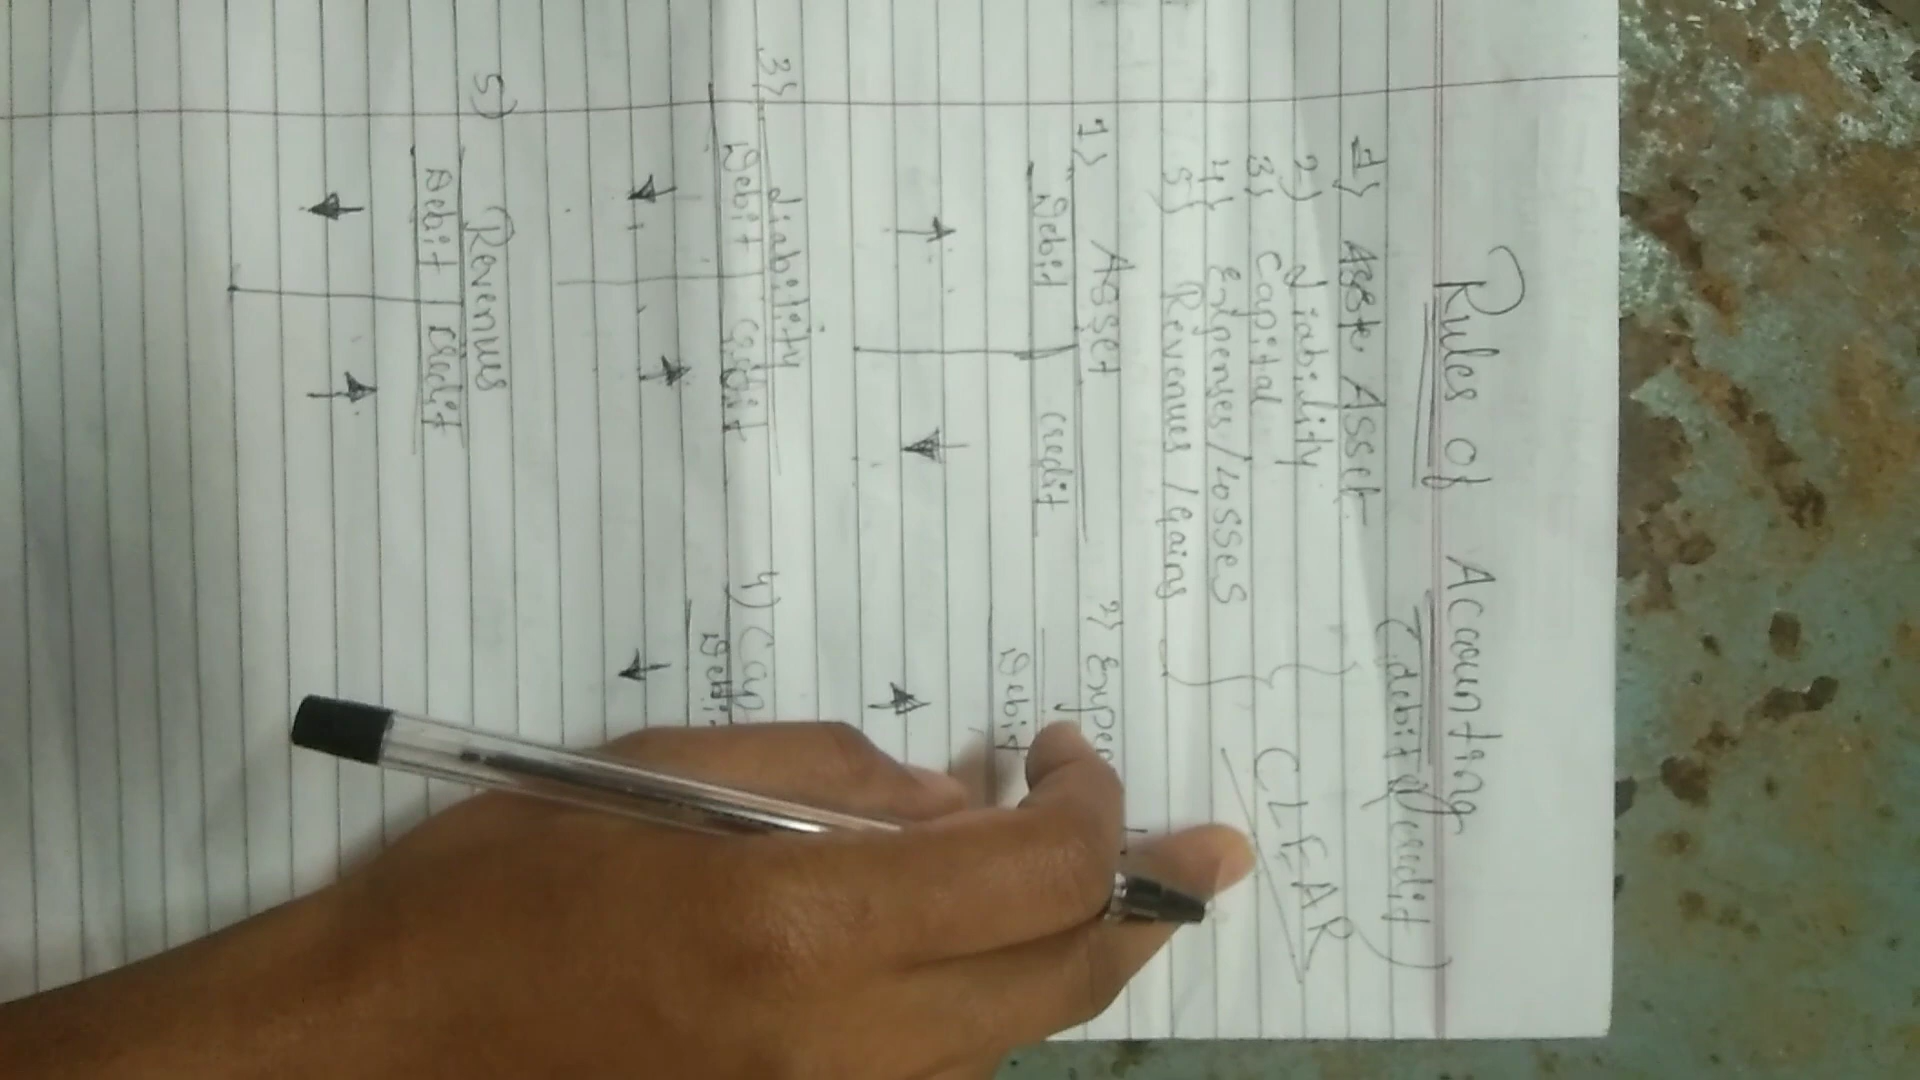 Rules of Accounting
(debit & credit)
1) Asset
2) Liability
3) Capital
4) Expenses/Losses
5) Revenues/Gains
CLEAR
1) Asset
Debit credit
2) Expen
Debit
3) Liability
Debit credit
4) Cap
Debit
5) Revenus
Debit credit